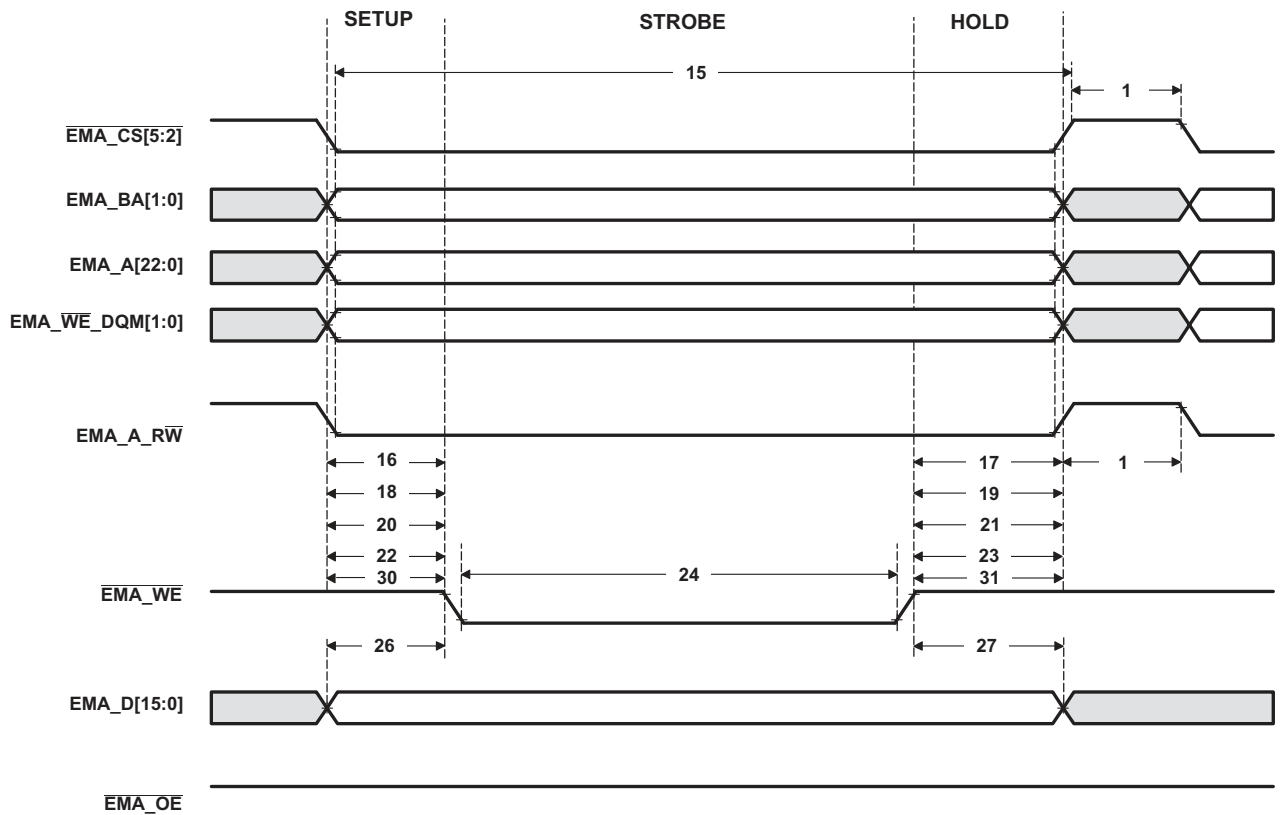 SETUP STROBE HOLD
15
1
EMA_CS[5:2]
EMA_BA[1:0]
EMA_A[22:0]
EMA_WE_DQM[1:0]
EMA_A_RW
16 17 1
18 19
20 21
22 23
30 24 31
EMA_WE
26 27
EMA_D[15:0]
EMA_OE